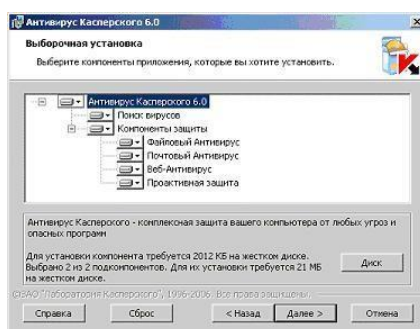 Антивирус Касперского 6.0
Выборочная установка
Выберите компоненты приложения, которые вы хотите установить.
Антивирус Касперского 6.0
Поиск вирусов
Компоненты защиты
Файловый Антивирус
Почтовый Антивирус
Веб-Антивирус
Проактивная защита
Антивирус Касперского - комплексная защита вашего компьютера от любых угроз и
опасных программ
Для установки компонента требуется 2012 КБ на жестком диске.
Выбрано 2 из 2 подкомпонентов. Для их установки требуется 21 МБ
на жестком диске.
Диск
©ЗАО "Лаборатория Касперского", 1996-2006. Все права защищены.
Справка Сброс < Назад Далее > Отмена